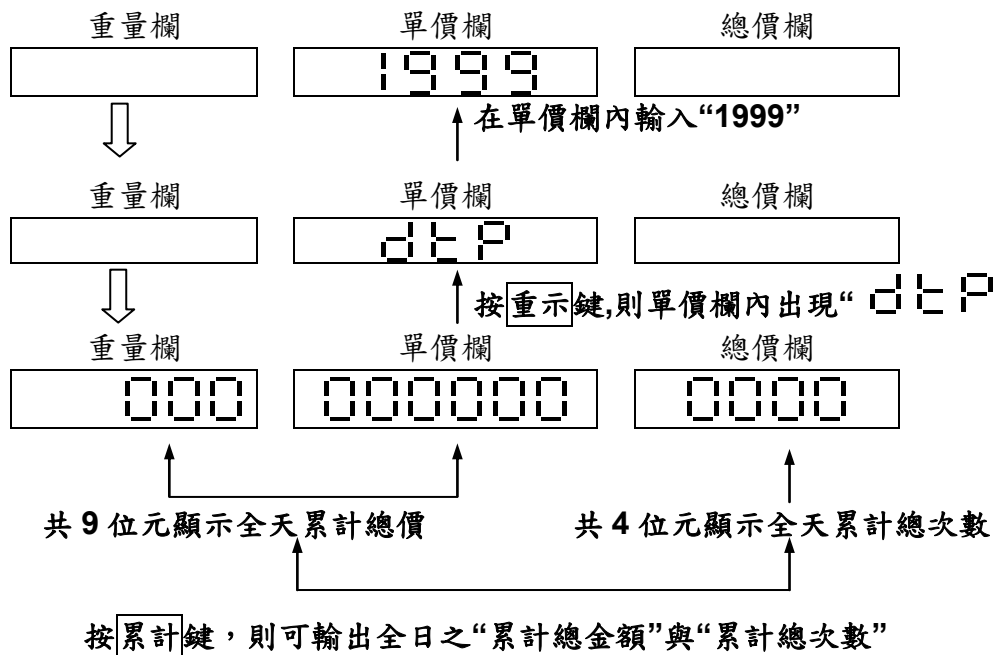 重量欄 單價欄 總價欄
1999
在單價欄內輸入“1999”
重量欄 單價欄 總價欄
dtP
按重示鍵,則單價欄內出現“ dtP
重量欄 單價欄 總價欄
000 000000 0000
共 9 位元顯示全天累計總價 共 4 位元顯示全天累計總次數
按累計鍵，則可輸出全日之“累計總金額”與“累計總次數”